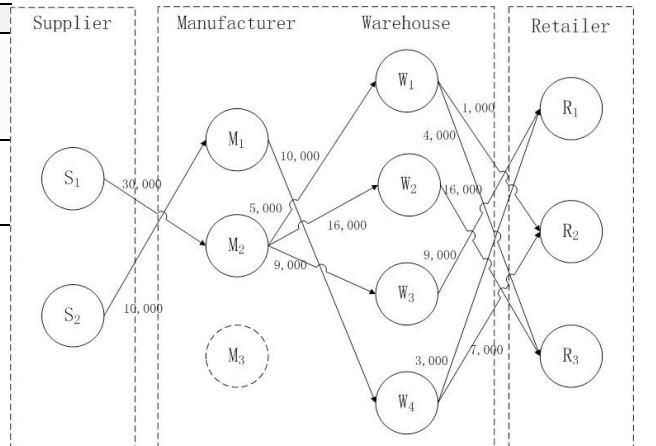 Supplier
Manufacturer
Warehouse
Retailer
W1
1,000
R1
M1
4,000
10,000
S1
30,000
W2
16,000
5,000
16,000
R2
M2
9,000
9,000
W3
S2
10,000
M3
3,000
7,000
R3
W4